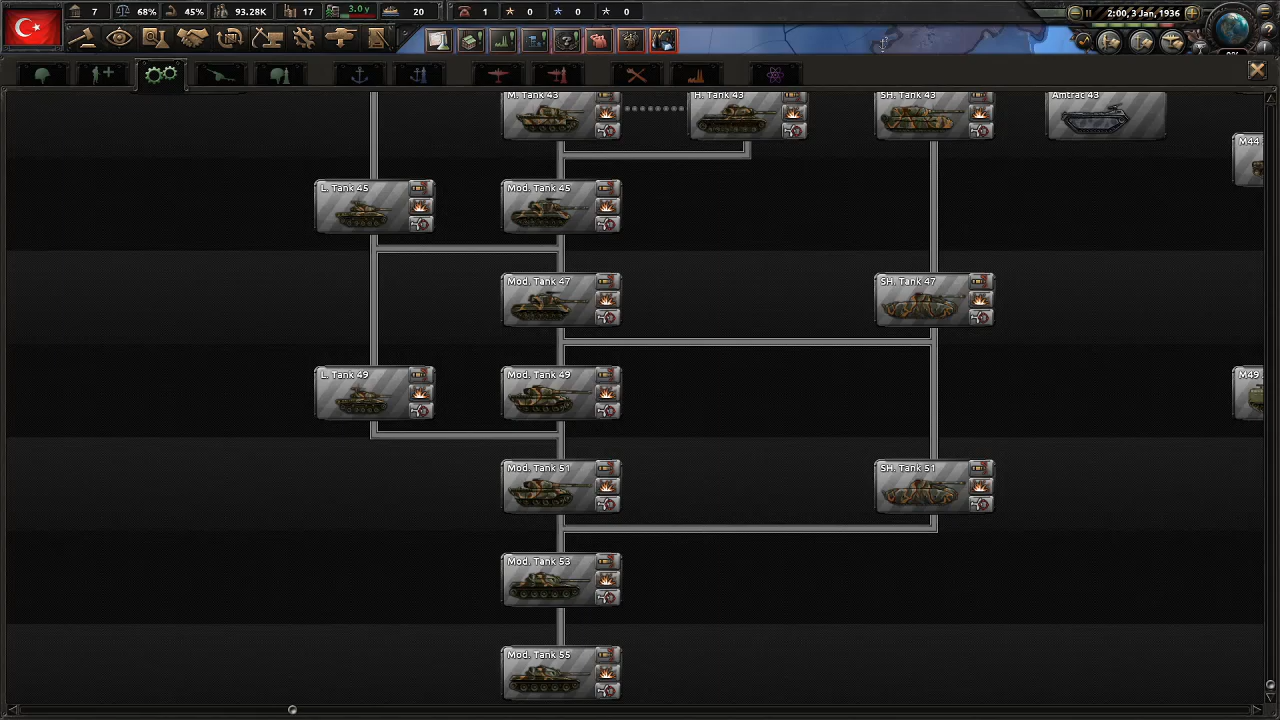 7 68% 45% 93.28K 17 3.0 y 20 1 0 0 0 2:00, 3 Jan, 1936
M. Tank 43 H. Tank 43 SH. Tank 43 Amtrac 43
M44
L. Tank 45 Mod. Tank 45
Mod. Tank 47 SH. Tank 47
L. Tank 49 Mod. Tank 49 M49
Mod. Tank 51 SH. Tank 51
Mod. Tank 53
Mod. Tank 55